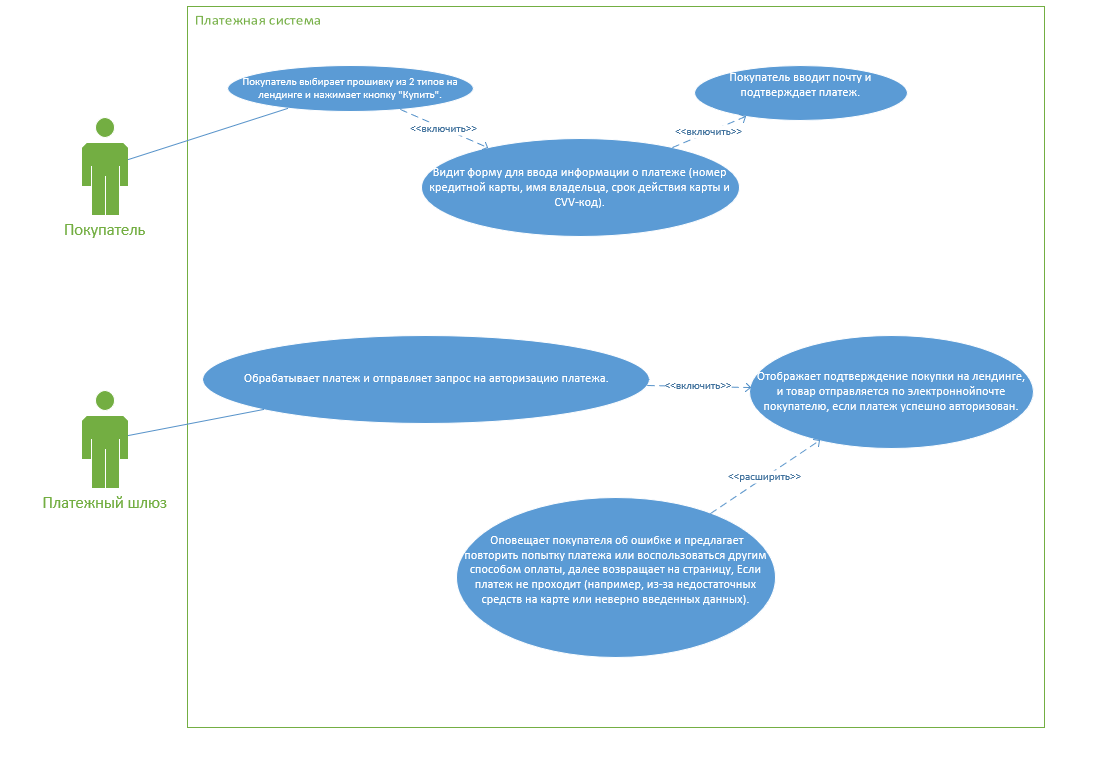 Платежная система
Покупатель выбирает прошивку из 2 типов на
лендинге и нажимает кнопку "Купить".
Покупатель вводит почту и
подтверждает платеж.
<<включить>>
<<включить>>
Видит форму для ввода информации о платеже (номер
кредитной карты, имя владельца, срок действия карты и
CVV-код).
Покупатель
Обрабатывает платеж и отправляет запрос на авторизацию платежа.
<<включить>>
Отображает подтверждение покупки на лендинге,
и товар отправляется по электроннойпочте
покупателю, если платеж успешно авторизован.
Платежный шлюз
<<расширить>>
Оповещает покупателя об ошибке и предлагает
повторить попытку платежа или воспользоваться другим
способом оплаты, далее возвращает на страницу, Если
платеж не проходит (например, из-за недостаточных
средств на карте или неверно введенных данных).